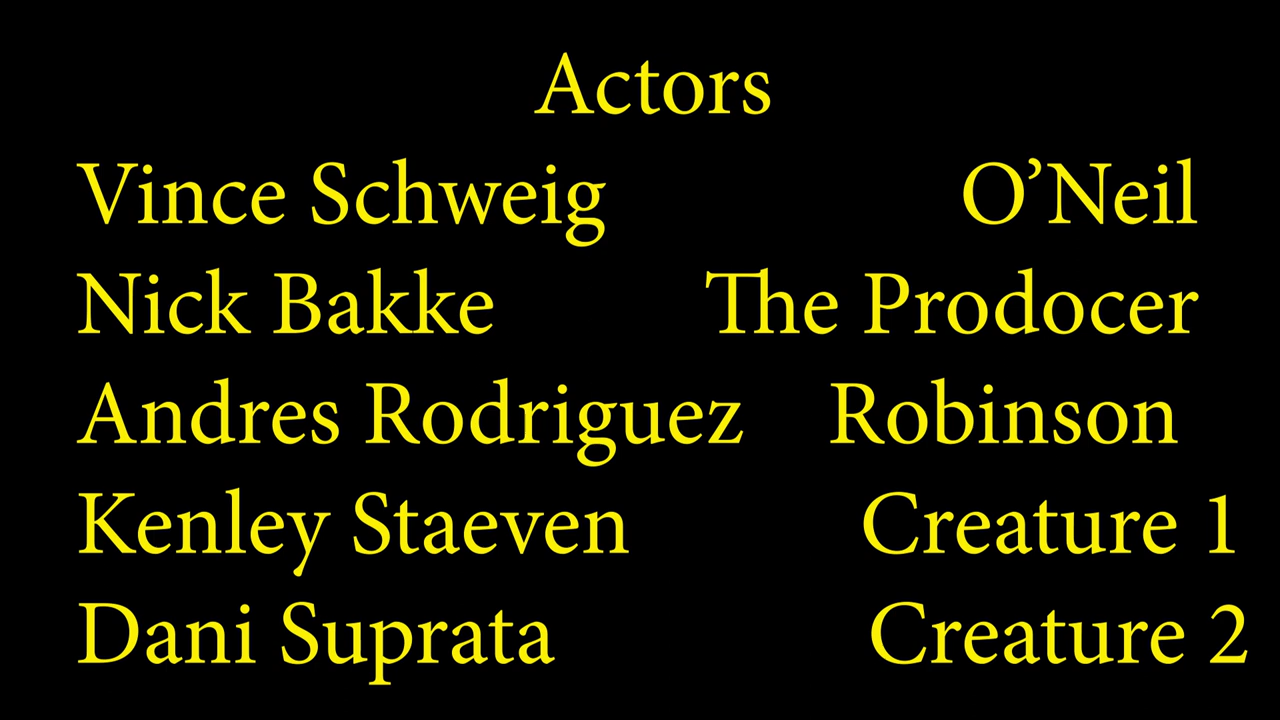 Actors
Vince Schweig O’Neil
Nick Bakke The Prodocer
Andres Rodriguez Robinson
Kenley Staeven Creature 1
Dani Suprata Creature 2